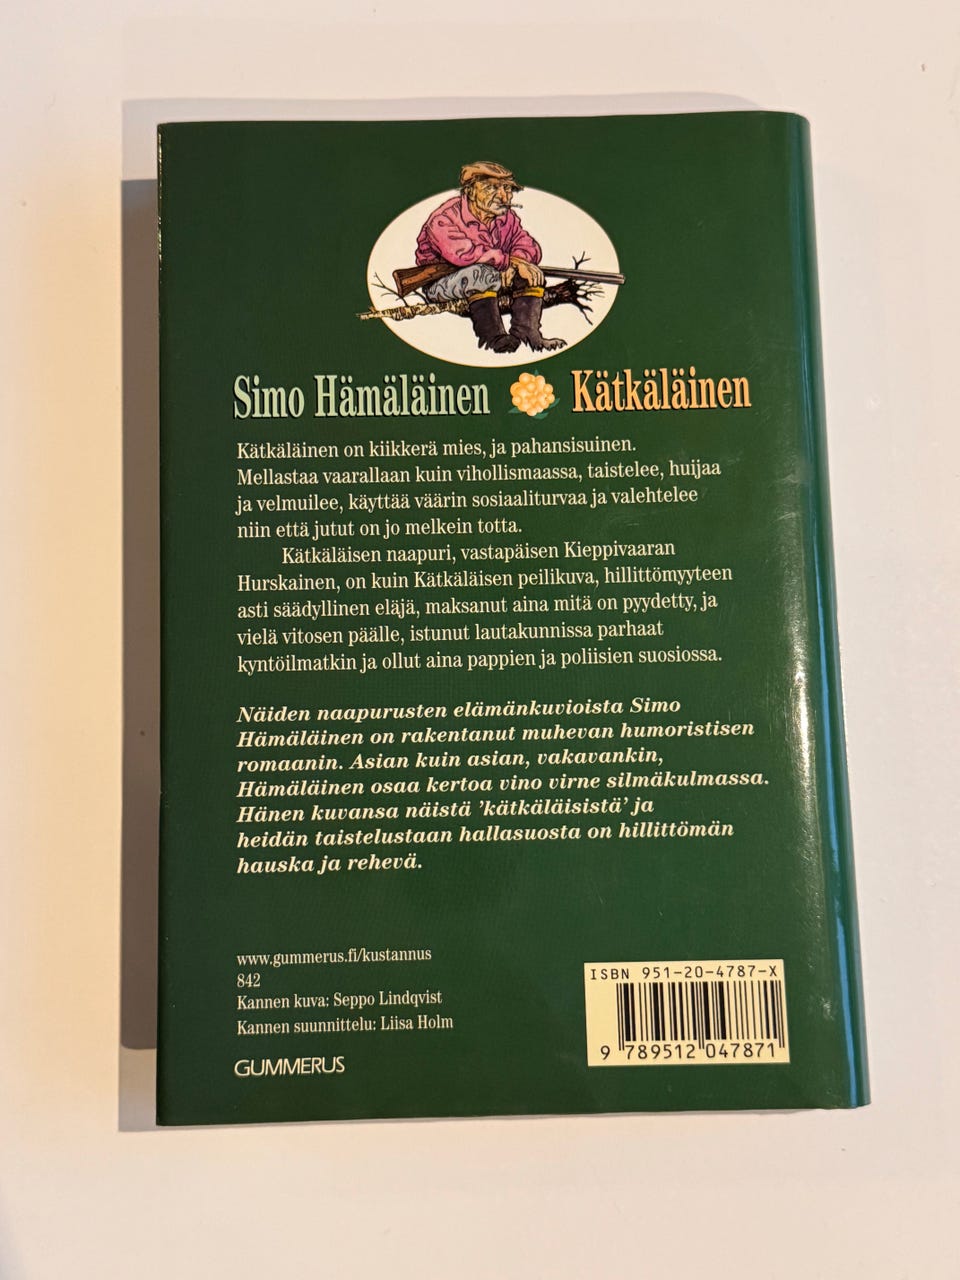 Simo Hämäläinen Kätkäläinen
Kätkäläinen on kiikkerä mies, ja pahansisuinen.
Mellastaa vaarallaan kuin vihollismaassa, taistelee, huijaa
ja velmuilee, käyttää väärin sosiaaliturvaa ja valehtelee
niin että jutut on jo melkein totta.
Kätkäläisen naapuri, vastapäisen Kieppivaaran
Hurskainen, on kuin Kätkäläisen peilikuva, hillittömyyteen
asti säädyllinen eläjä, maksanut aina mitä on pyydetty, ja
vielä vitosen päälle, istunut lautakunnissa parhaat
kyntöilmatkin ja ollut aina pappien ja poliisien suosiossa.
Näiden naapurusten elämänkuvioista Simo
Hämäläinen on rakentanut muhevan humoristisen
romaanin. Asian kuin asian, vakavankin,
Hämäläinen osaa kertoa vino virne silmäkulmassa.
Hänen kuvansa näistä ’kätkäläisistä’ ja
heidän taistelustaan hallasuosta on hillittömän
hauska ja rehevä.
www.gummerus.fi/kustannus
842
Kannen kuva: Seppo Lindqvist
Kannen suunnittelu: Liisa Holm
GUMMERUS
ISBN 951-20-4787-X
9 789512 047871